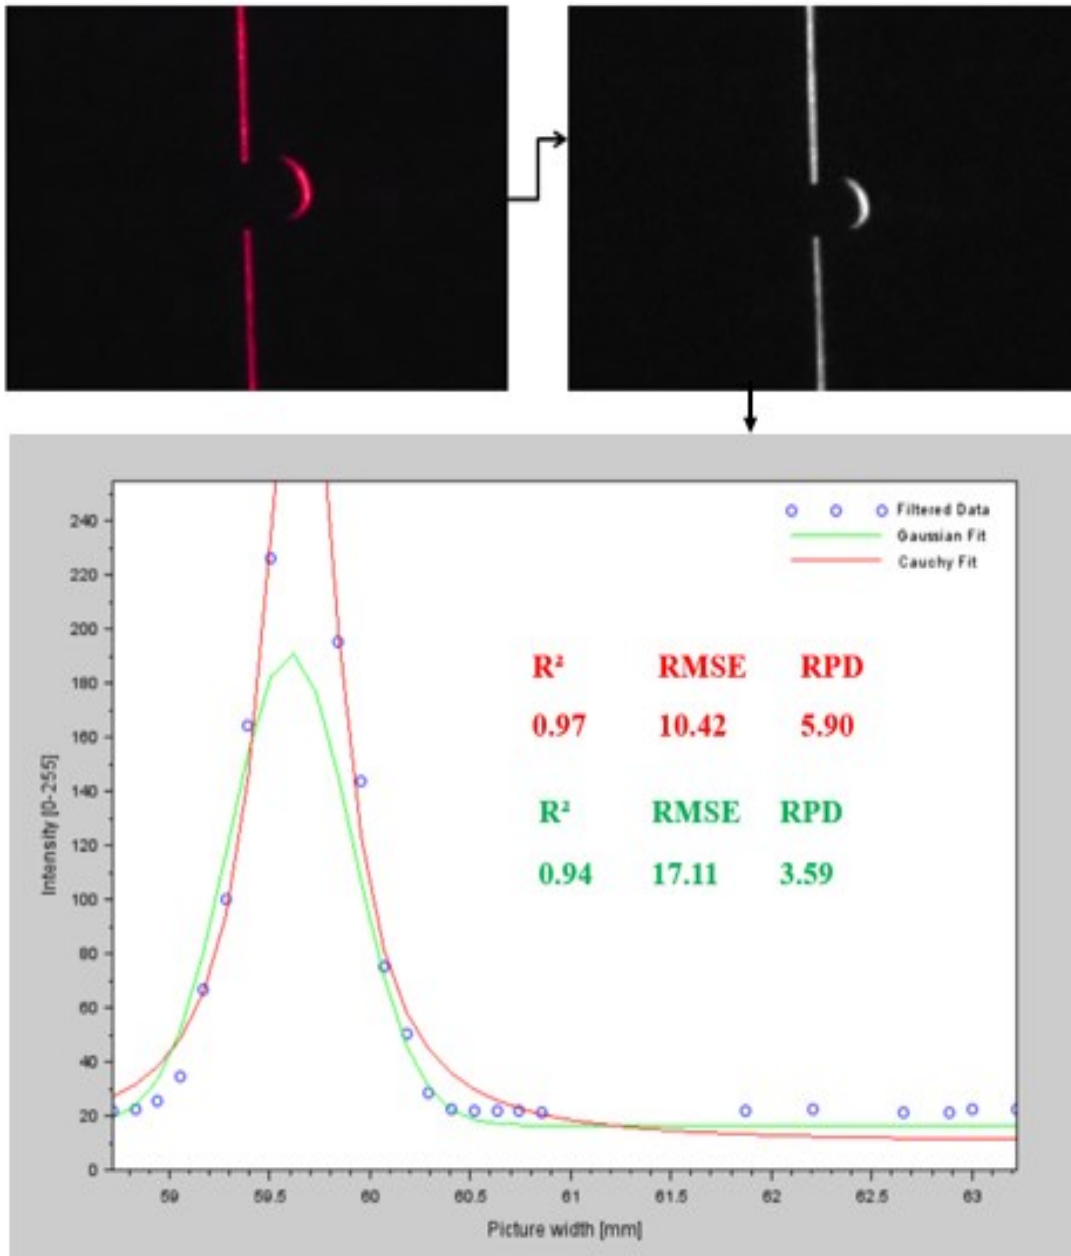 240
220
200
180
160
140
120
100
80
60
40
20
0
Intensity [0-255]
Filtered Data
Gaussian Fit
Cauchy Fit
R² RMSE RPD
0.97 10.42 5.90
R² RMSE RPD
0.94 17.11 3.59
59 59.5 60 60.5 61 61.5 62 62.5 63
Picture width [mm]